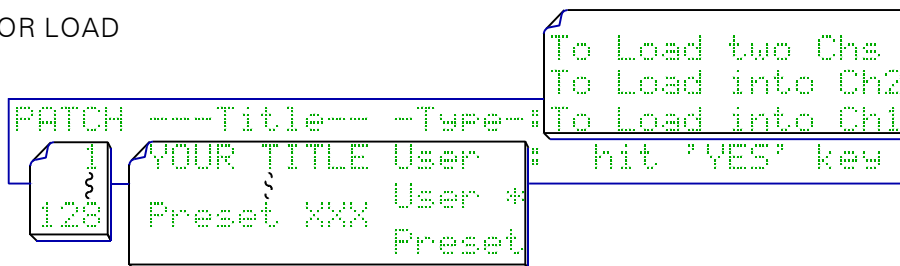 OR LOAD
To Load two Chs
To Load into Ch2
PATCH ---Title--- -Type-: To Load into Ch1
1 YOUR TITLE User : hit "YES" key
User *
128 Preset XXX
Preset